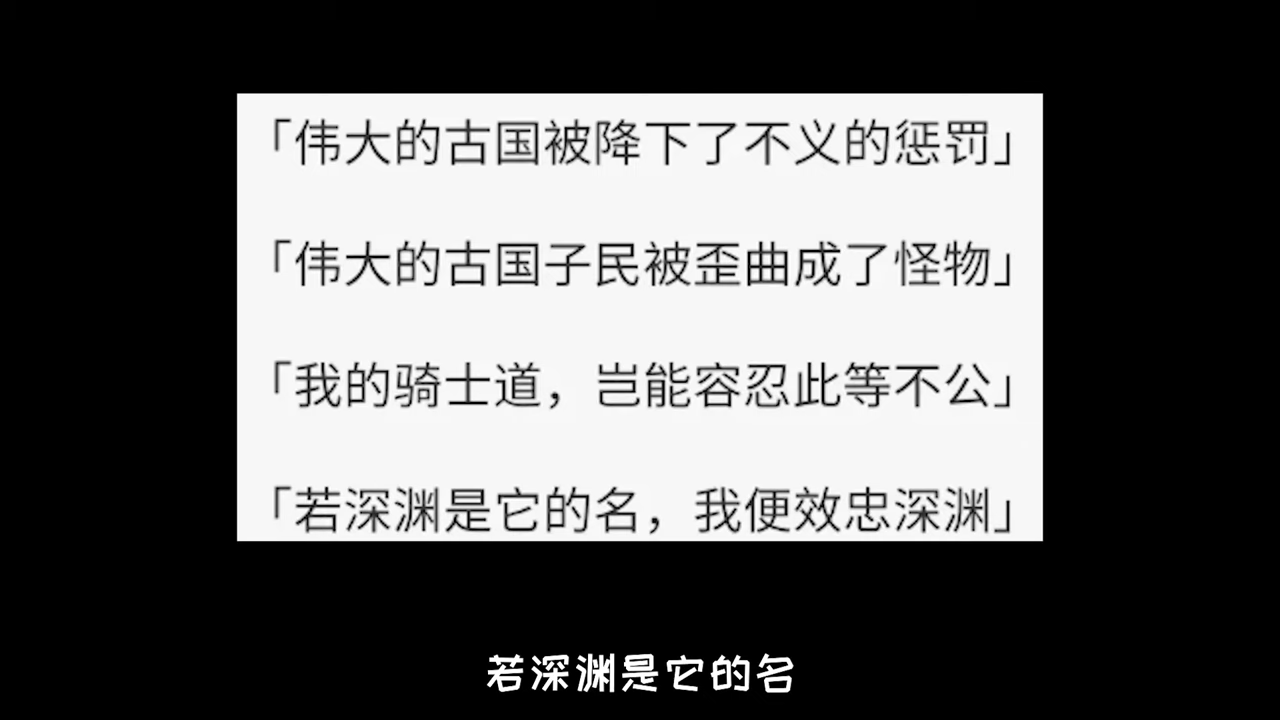 「伟大的古国被降下了不义的惩罚」
「伟大的古国子民被歪曲成了怪物」
「我的骑士道，岂能容忍此等不公」
「若深渊是它的名，我便效忠深渊」
若深渊是它的名